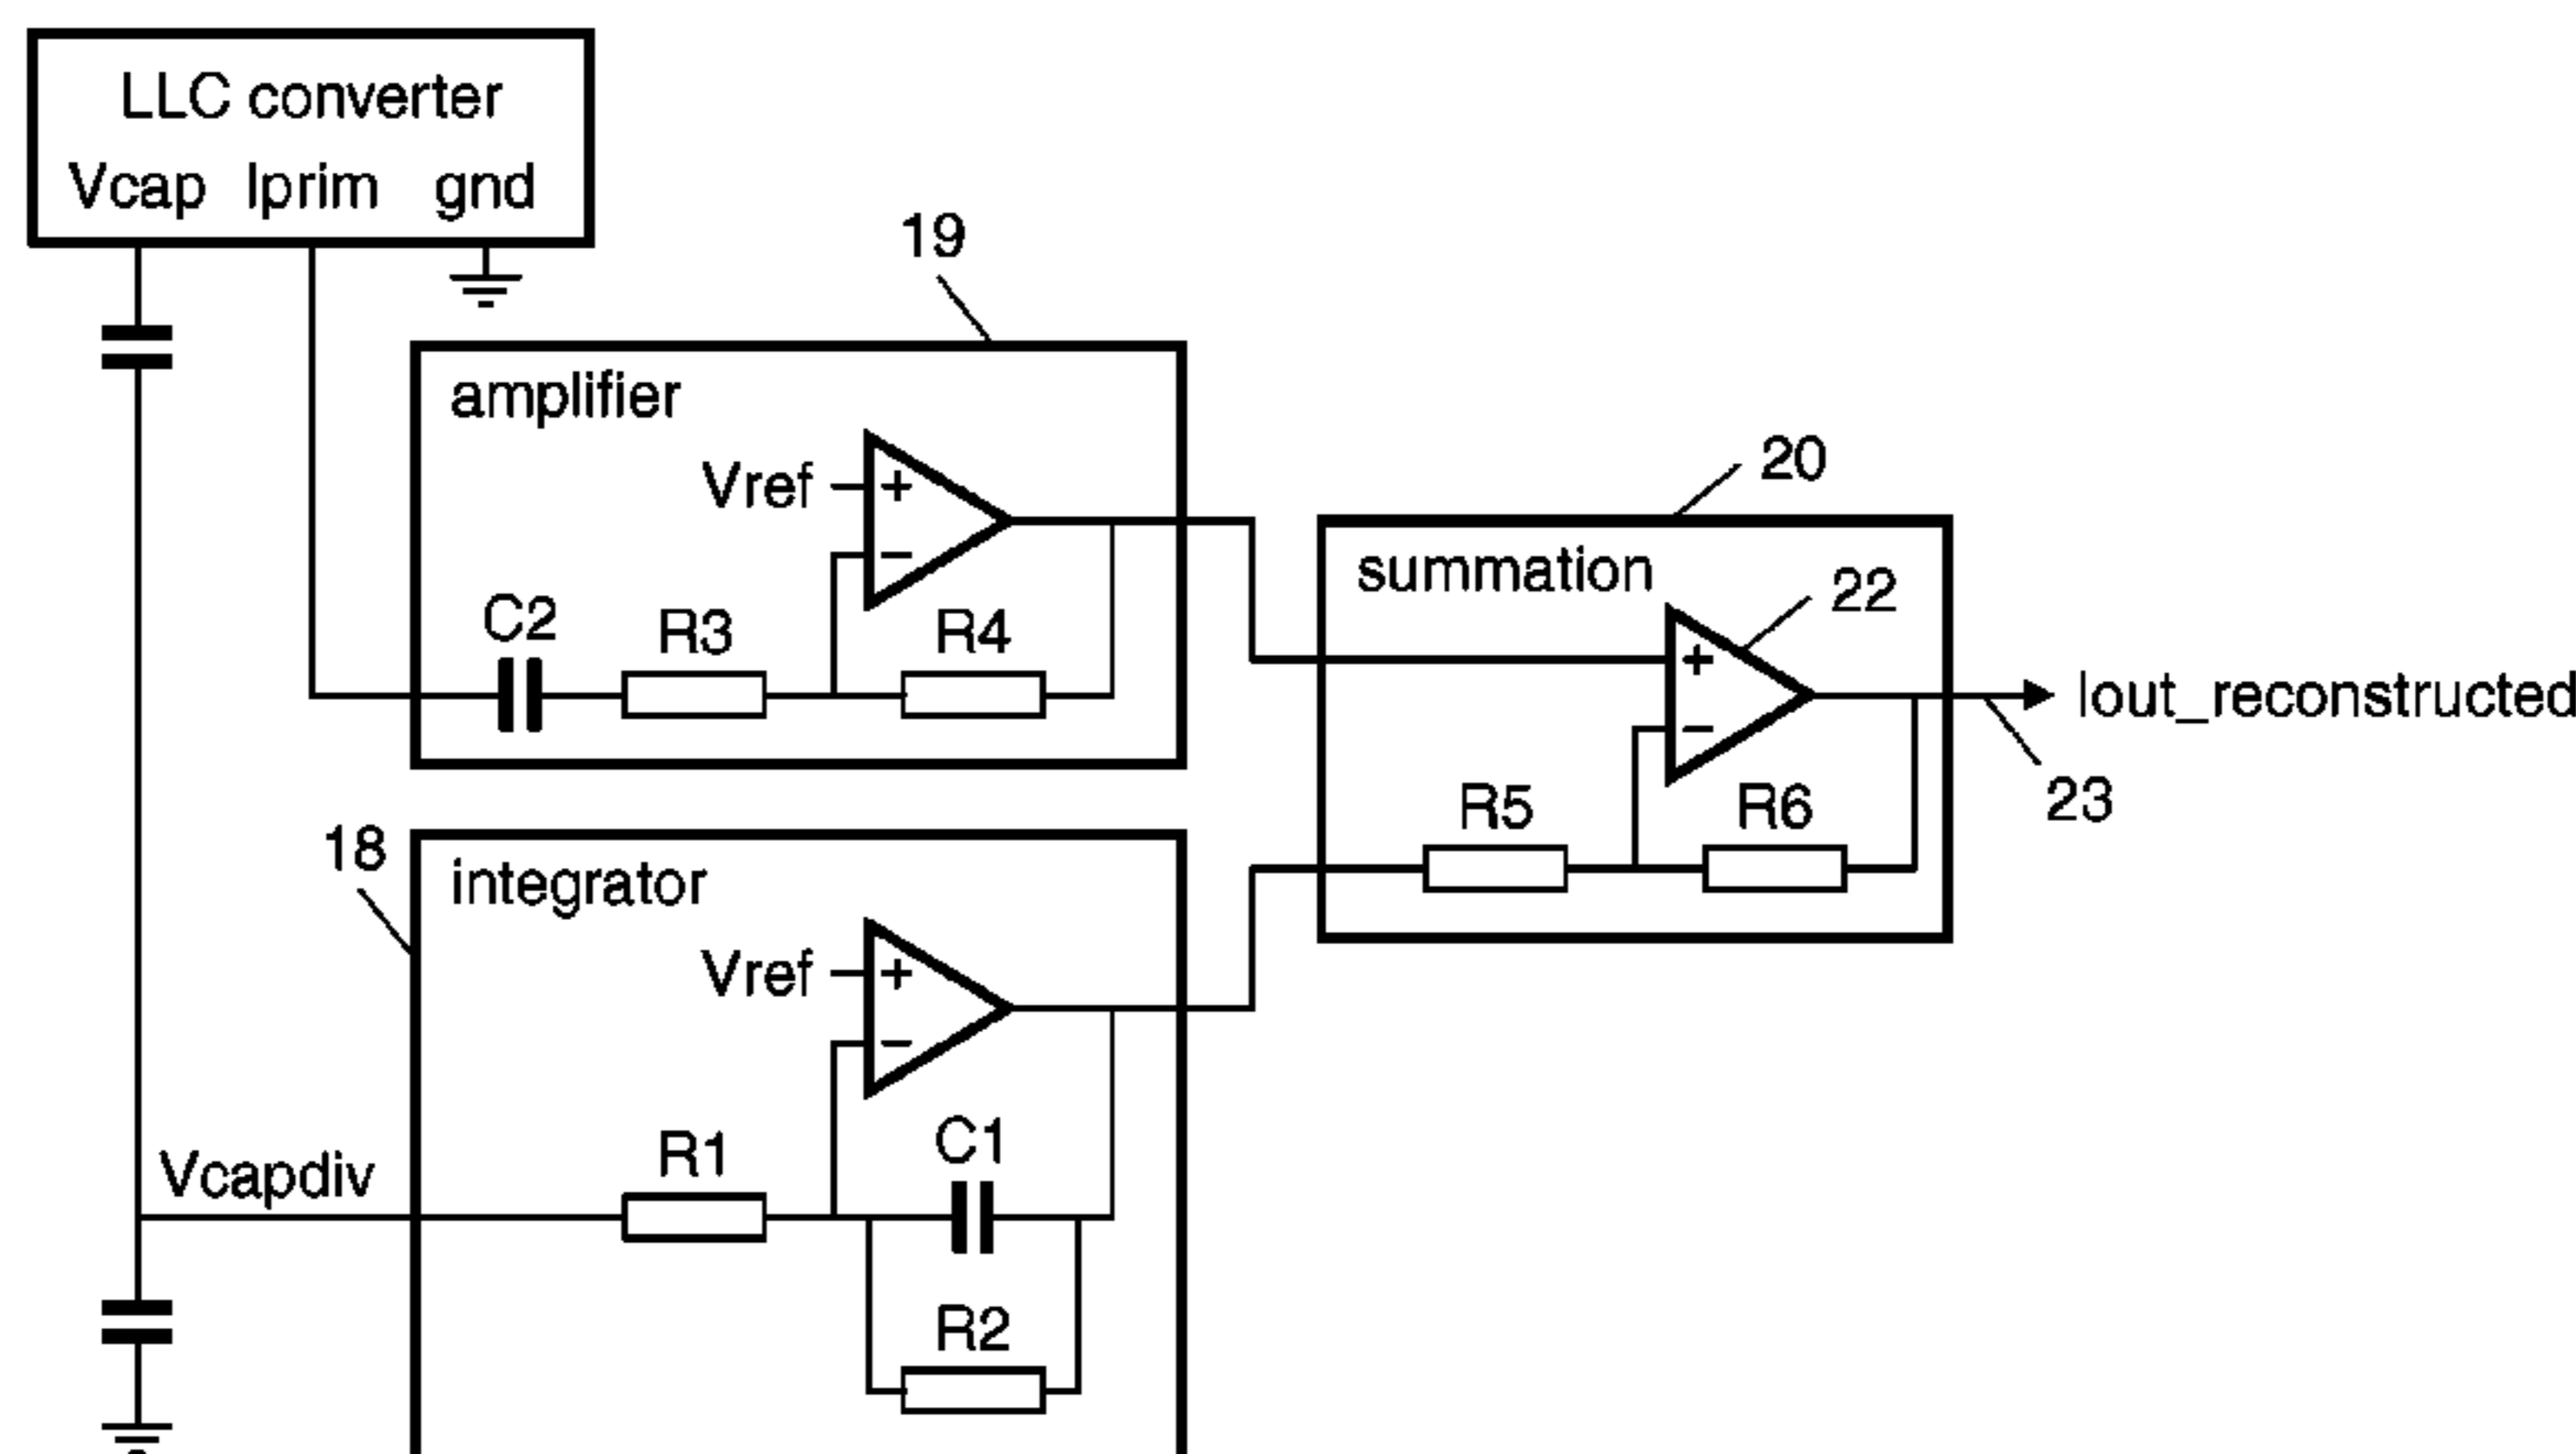 LLC converter
Vcap Iprim gnd
19
amplifier
Vref
+
−
C2
R3
R4
20
summation
22
+
−
Iout_reconstructed
23
R5
R6
18
integrator
Vref
+
−
Vcapdiv
R1
C1
R2